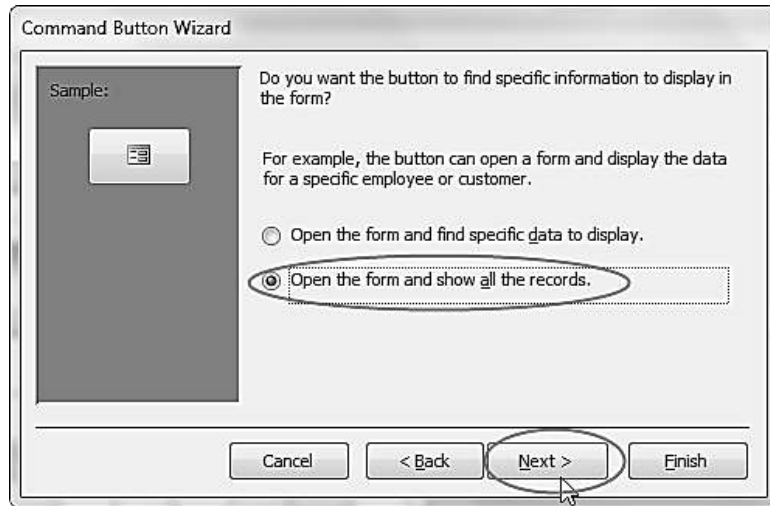 Command Button Wizard
Sample:
Do you want the button to find specific information to display in
the form?
For example, the button can open a form and display the data
for a specific employee or customer.
Open the form and find specific data to display.
Open the form and show all the records.
Cancel
< Back
Next >
Finish